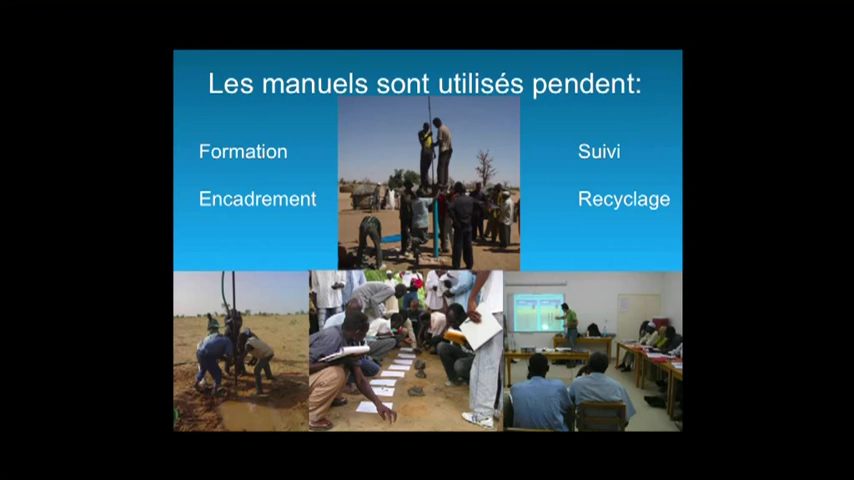 Les manuels sont utilisés pendent:
Formation
Encadrement
Suivi
Recyclage